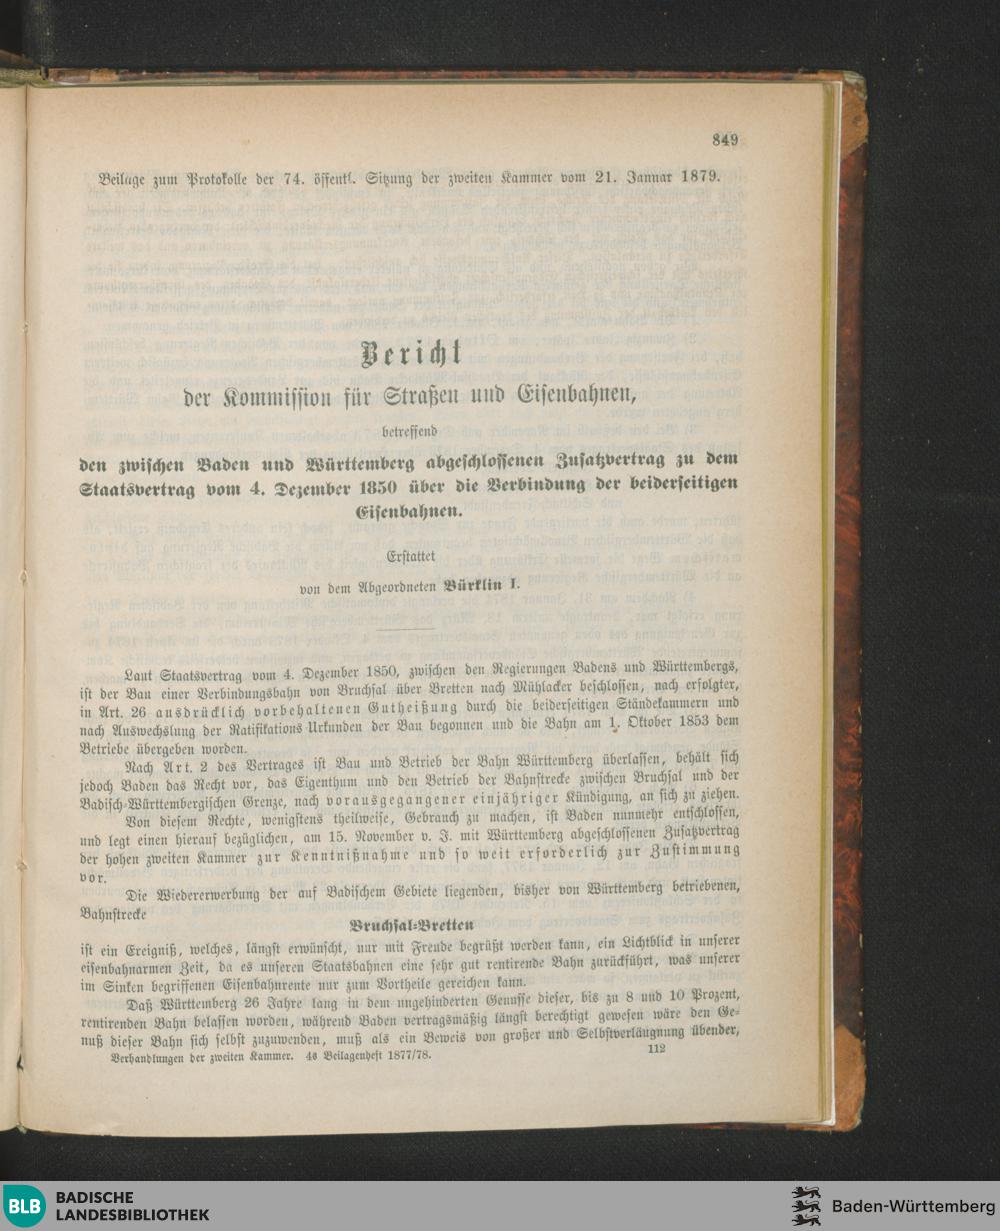 849
Beilage zum Protokolle der 74. öffentl. Sitzung der zweiten Kammer vom 21. Januar 1879.
Bericht
der Kommission für Straßen und Eisenbahnen,
betreffend
den zwischen Baden und Württemberg abgeschlossenen Zusatzvertrag zu dem
Staatsvertrag vom 4. Dezember 1850 über die Verbindung der beiderseitigen
Eisenbahnen.
Erstattet
von dem Abgeordneten Bürklin I.
Laut Staatsvertrag vom 4. Dezember 1850, zwischen den Regierungen Badens und Württembergs,
ist der Bau einer Verbindungsbahn von Bruchsal über Bretten nach Mühlacker beschlossen, nach erfolgter,
in Art. 26 ausdrücklich vorbehaltenen Gutheißung durch die beiderseitigen Ständekammern und
nach Auswechslung der Ratifikations-Urkunden der Bau begonnen und die Bahn am 1. Oktober 1853 dem
Betriebe übergeben worden.
Nach Art. 2 des Vertrages ist Bau und Betrieb der Bahn Württemberg überlassen, behält sich
jedoch Baden das Recht vor, das Eigenthum und den Betrieb der Bahnstrecke zwischen Bruchsal und der
Badisch-Württembergischen Grenze, nach vorausgegangener einjähriger Kündigung, an sich zu ziehen.
Von diesem Rechte, wenigstens theilweise, Gebrauch zu machen, ist Baden nunmehr entschlossen,
und legt einen hierauf bezüglichen, am 15. November v. J. mit Württemberg abgeschlossenen Zusatzvertrag
der hohen zweiten Kammer zur Kenntnißnahme und so weit erforderlich zur Zustimmung
vor.
Die Wiedererwerbung der auf Badischem Gebiete liegenden, bisher von Württemberg betriebenen,
Bahnstrecke
Bruchsal-Bretten
ist ein Ereigniß, welches, längst erwünscht, nur mit Freude begrüßt werden kann, ein Lichtblick in unserer
eisenbahnarmen Zeit, da es unseren Staatsbahnen eine sehr gut rentirende Bahn zurückführt, was unserer
im Sinken begriffenen Eisenbahnrente nur zum Vortheile gereichen kann.
Daß Württemberg 26 Jahre lang in dem ungehinderten Genusse dieser, bis zu 8 und 10 Prozent,
rentirenden Bahn belassen worden, während Baden vertragsmäßig längst berechtigt gewesen wäre den Ge-
nuß dieser Bahn sich selbst zuzuwenden, muß als ein Beweis von großer und Selbstverläugnung übender,
Verhandlungen der zweiten Kammer. 4s Beilagenheft 1877/78.
112
BLB
BADISCHE
LANDESBIBLIOTHEK
Baden-Württemberg